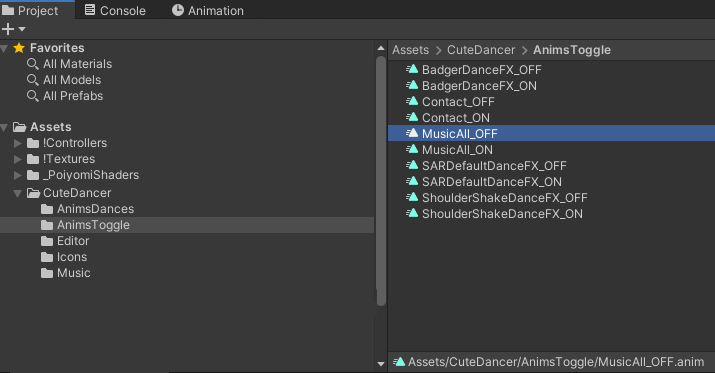 Project Console Animation
Favorites
All Materials
All Models
All Prefabs
Assets
!Controllers
!Textures
_PoiyomiShaders
CuteDancer
AnimsDances
AnimsToggle
Editor
Icons
Music
Assets > CuteDancer > AnimsToggle
BadgerDanceFX_OFF
BadgerDanceFX_ON
Contact_OFF
Contact_ON
MusicAll_OFF
MusicAll_ON
SARDefaultDanceFX_OFF
SARDefaultDanceFX_ON
ShoulderShakeDanceFX_OFF
ShoulderShakeDanceFX_ON
Assets/CuteDancer/AnimsToggle/MusicAll_OFF.anim